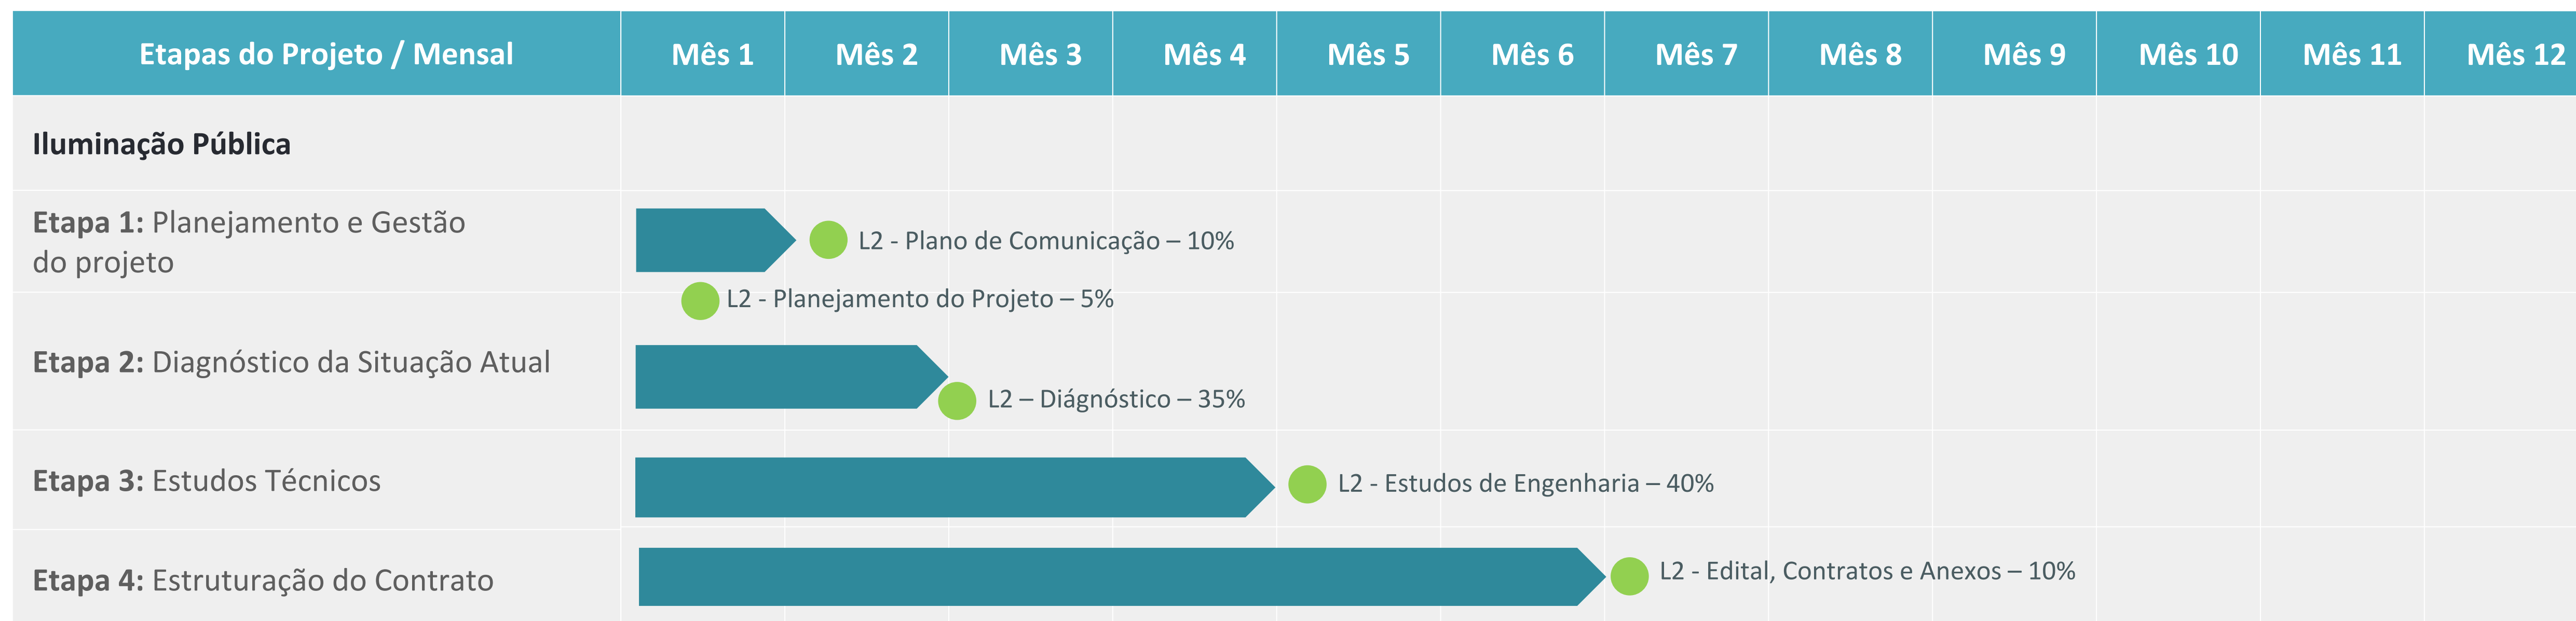 Etapas do Projeto / Mensal
Mês 1
Mês 2
Mês 3
Mês 4
Mês 5
Mês 6
Mês 7
Mês 8
Mês 9
Mês 10
Mês 11
Mês 12
Iluminação Pública
Etapa 1: Planejamento e Gestão
do projeto
L2 - Plano de Comunicação – 10%
L2 - Planejamento do Projeto – 5%
Etapa 2: Diagnóstico da Situação Atual
L2 – Diágnóstico – 35%
Etapa 3: Estudos Técnicos
L2 - Estudos de Engenharia – 40%
Etapa 4: Estruturação do Contrato
L2 - Edital, Contratos e Anexos – 10%